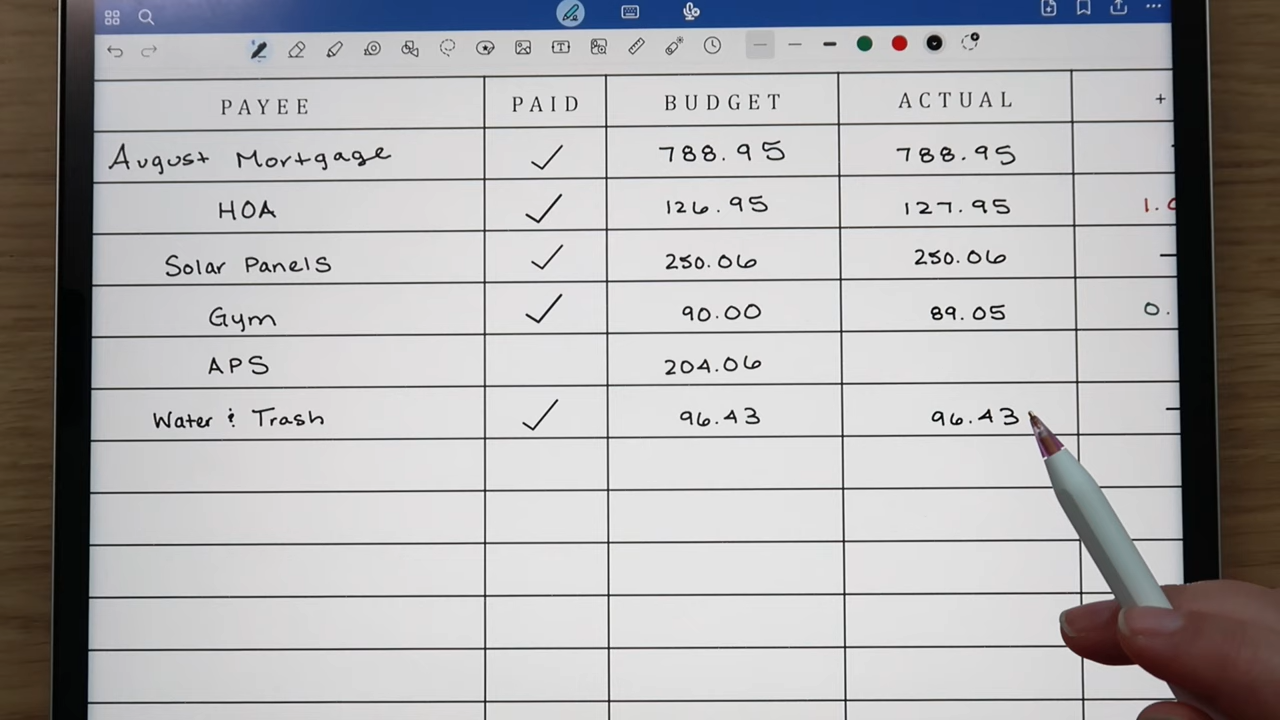 PAYEE PAID BUDGET ACTUAL +
August Mortgage ✓ 788.95 788.95
HOA ✓ 126.95 127.95
Solar Panels ✓ 250.06 250.06 –
Gym ✓ 90.00 89.05 0.
APS 204.06
Water & Trash ✓ 96.43 96.43 –